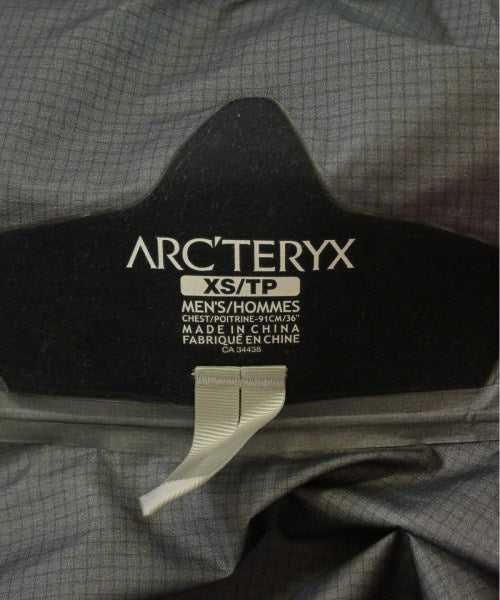 ARC'TERYX
XS/TP
MEN'S/HOMMES
CHEST/POITRINE-91CM/36"
MADE IN CHINA
FABRIQUÉ EN CHINE
CA 34438